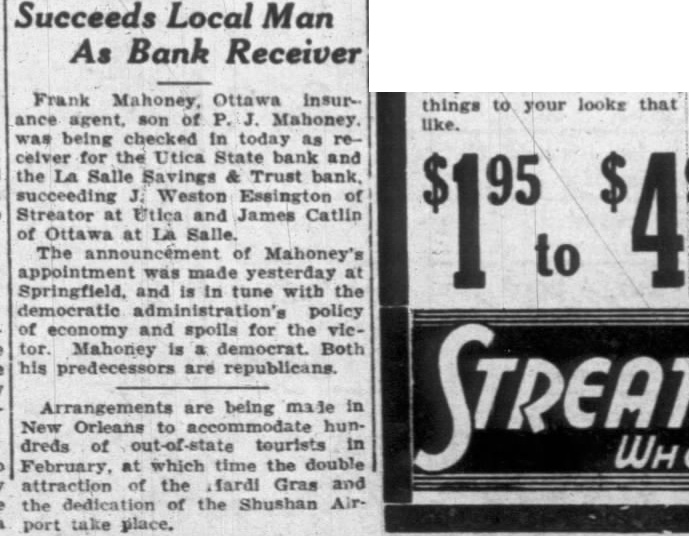 Succeeds Local Man
As Bank Receiver
Frank Mahoney, Ottawa insur-
ance agent, son of P. J. Mahoney,
was being checked in today as re-
ceiver for the Utica State bank and
the La Salle Savings & Trust bank,
succeeding J. Weston Essington of
Streator at Utica and James Catlin
of Ottawa at La Salle.
The announcement of Mahoney's
appointment was made yesterday at
Springfield, and is in tune with the
democratic administration's policy
of economy and spoils for the vic-
tor. Mahoney is a democrat. Both
his predecessors are republicans.
Arrangements are being made in
New Orleans to accommodate hun-
dreds of out-of-state tourists in
February, at which time the double
attraction of the Mardi Gras and
the dedication of the Shushan Air-
port take place.
things to your looks that
like.
$1 95 to $4
STREAT
WH